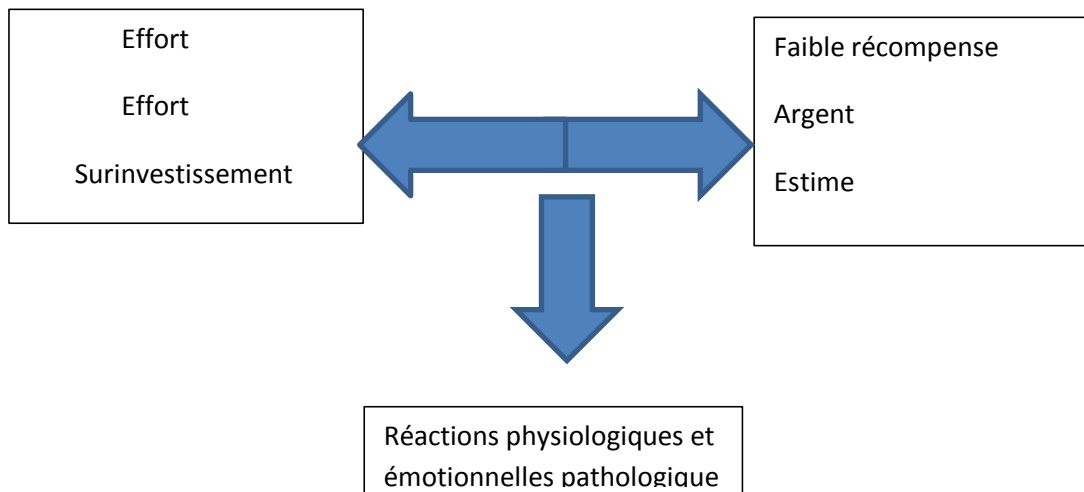 Effort
Effort
Surinvestissement
Faible récompense
Argent
Estime
Réactions physiologiques et
émotionnelles pathologique